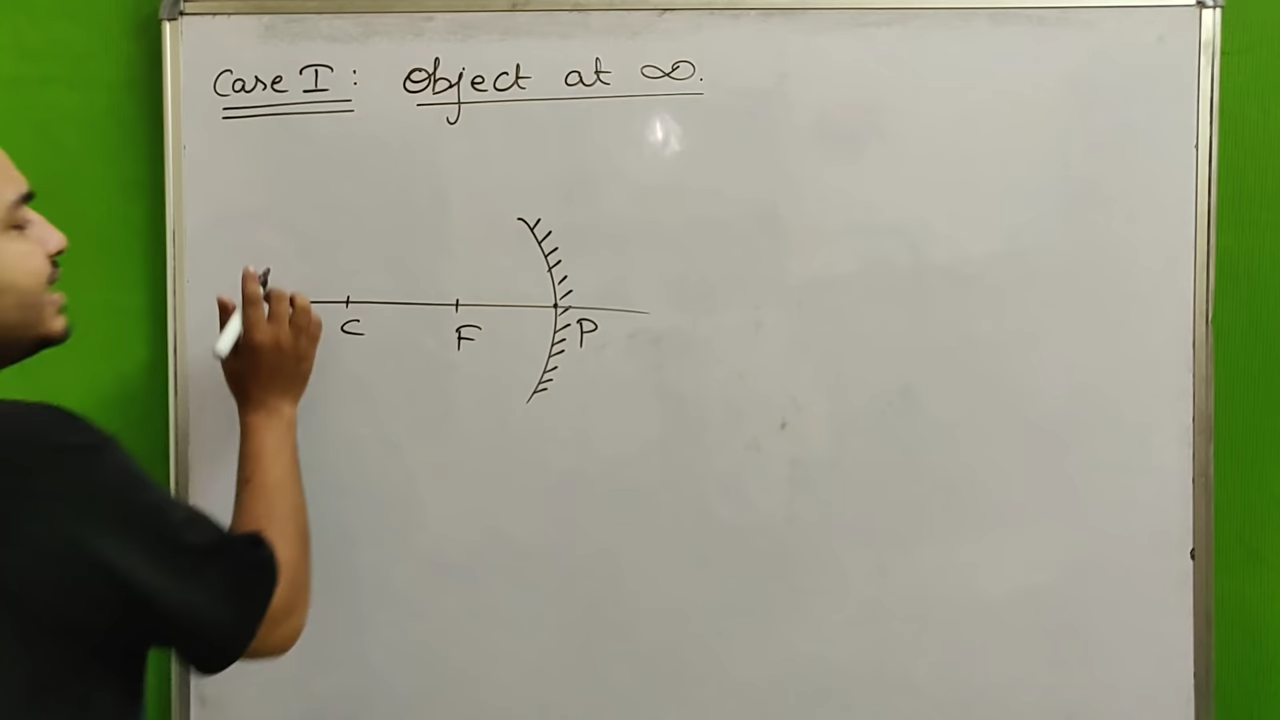 Case I : Object at ∞.
C F P